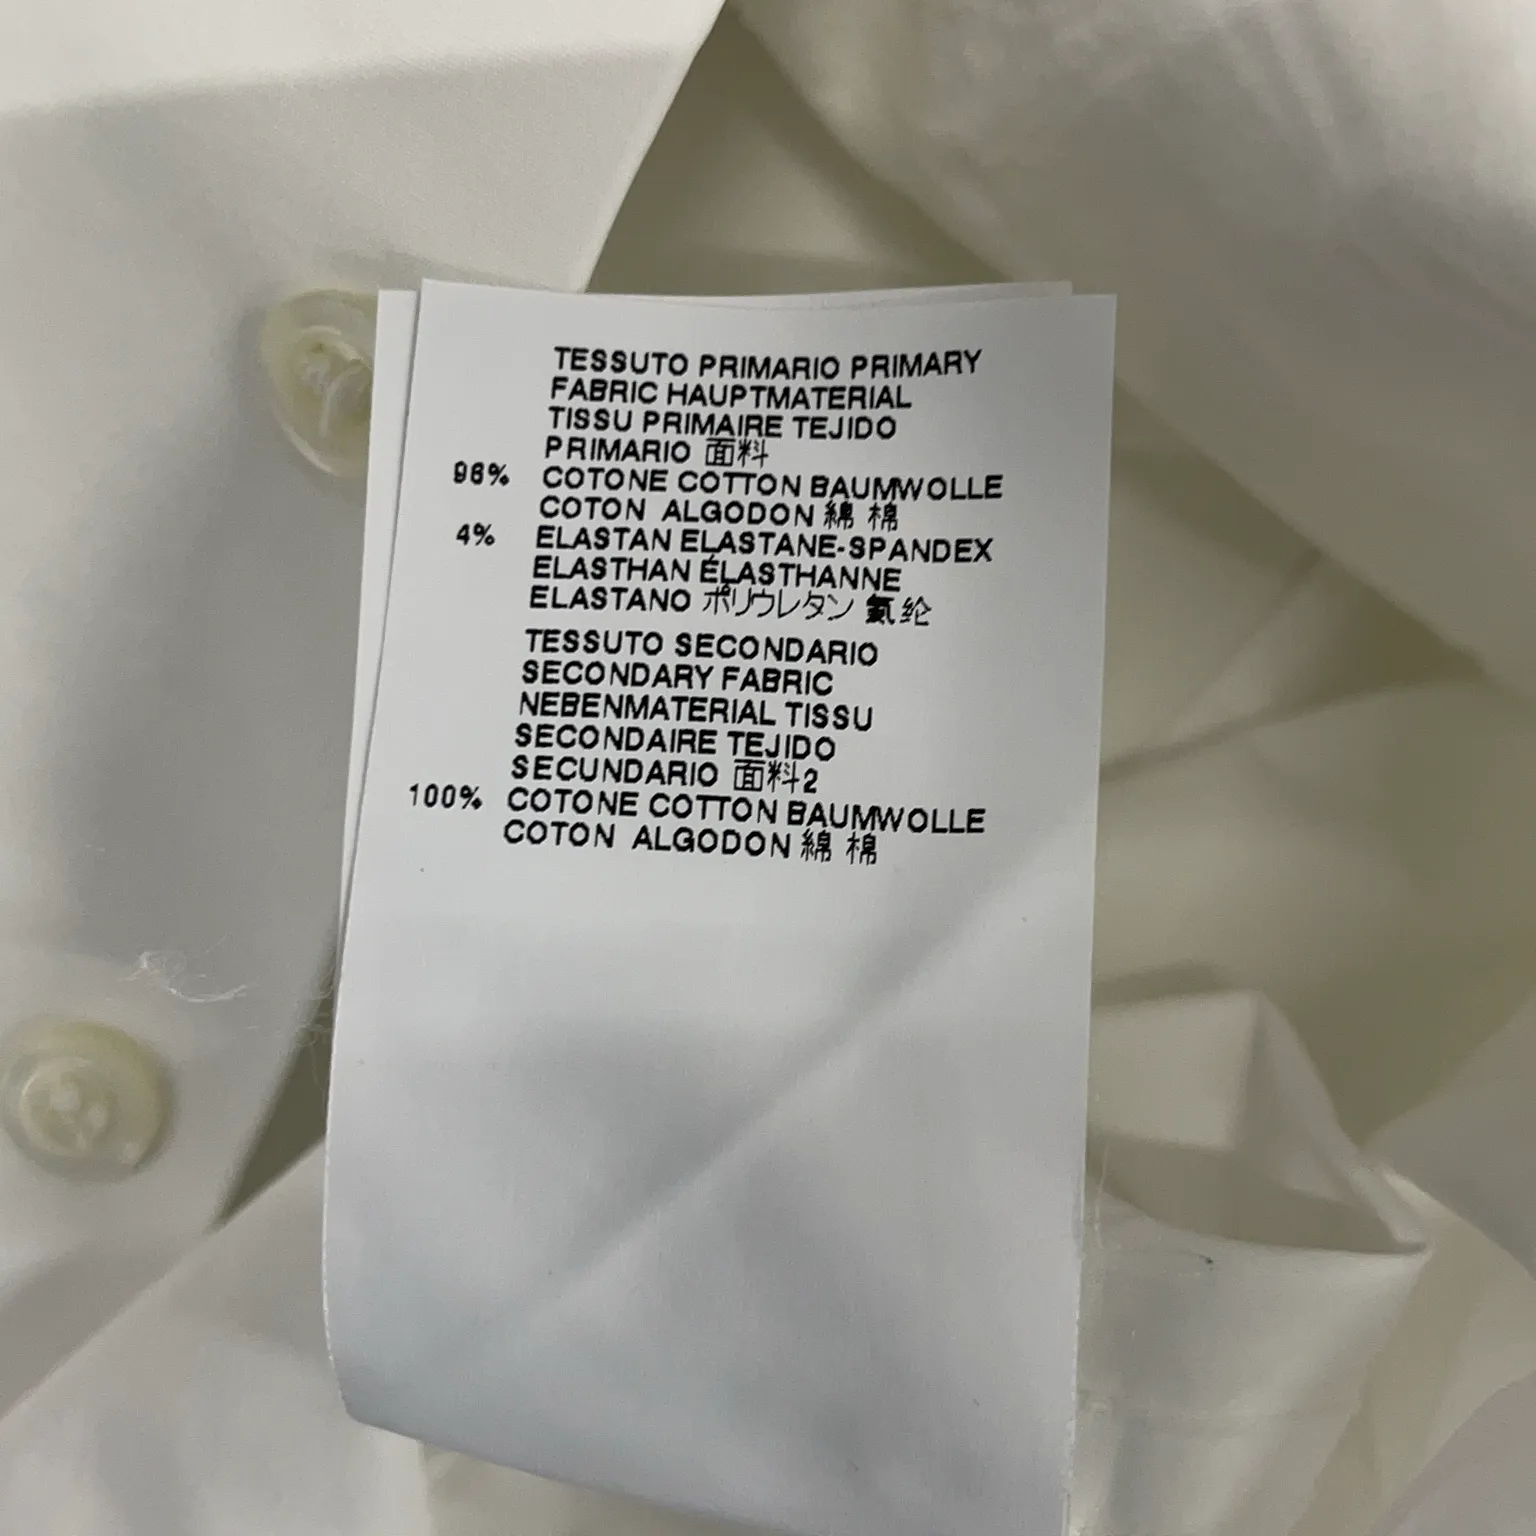 TESSUTO PRIMARIO PRIMARY
FABRIC HAUPTMATERIAL
TISSU PRIMAIRE TEJIDO
PRIMARIO 面料
96% COTONE COTTON BAUMWOLLE
COTON ALGODON 綿 棉
4% ELASTAN ELASTANE-SPANDEX
ELASTHAN ÉLASTHANNE
ELASTANO ポリウレタン 氨纶
TESSUTO SECONDARIO
SECONDARY FABRIC
NEBENMATERIAL TISSU
SECONDAIRE TEJIDO
SECUNDARIO 面料2
100% COTONE COTTON BAUMWOLLE
COTON ALGODON 綿 棉